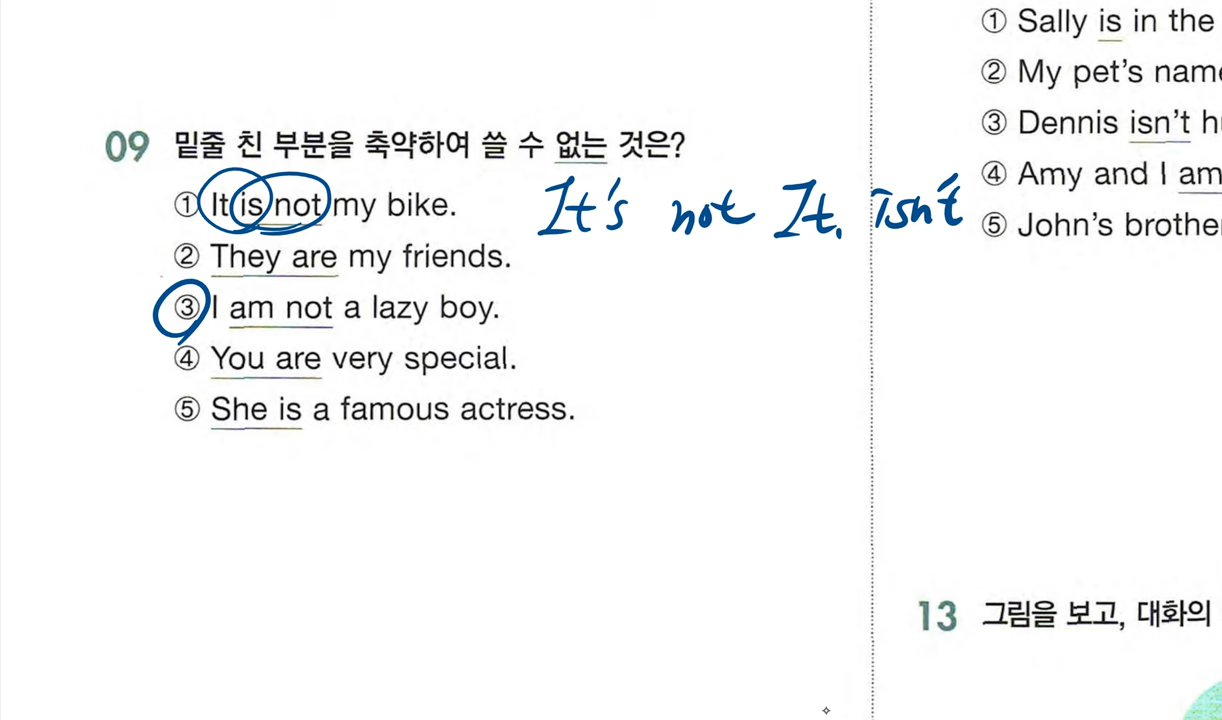 09 밑줄 친 부분을 축약하여 쓸 수 없는 것은?
① It is not my bike.
It's not It isn't
② They are my friends.
③ I am not a lazy boy.
④ You are very special.
⑤ She is a famous actress.
① Sally is in the
② My pet's name
③ Dennis isn't h
④ Amy and I am
⑤ John's brother
13 그림을 보고, 대화의